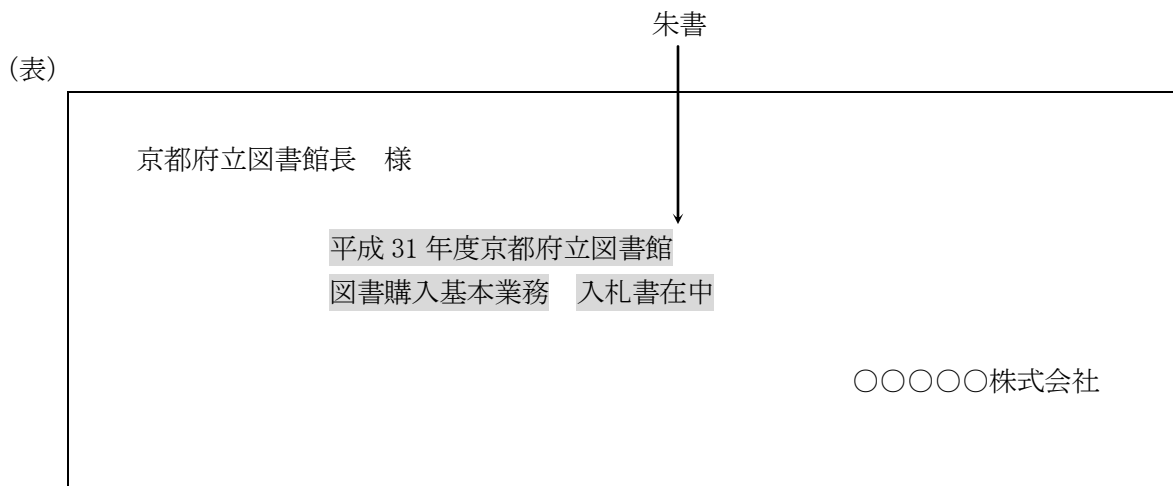 朱書
（表）
京都府立図書館長　様
平成 31 年度京都府立図書館
図書購入基本業務　入札書在中
○○○○○株式会社